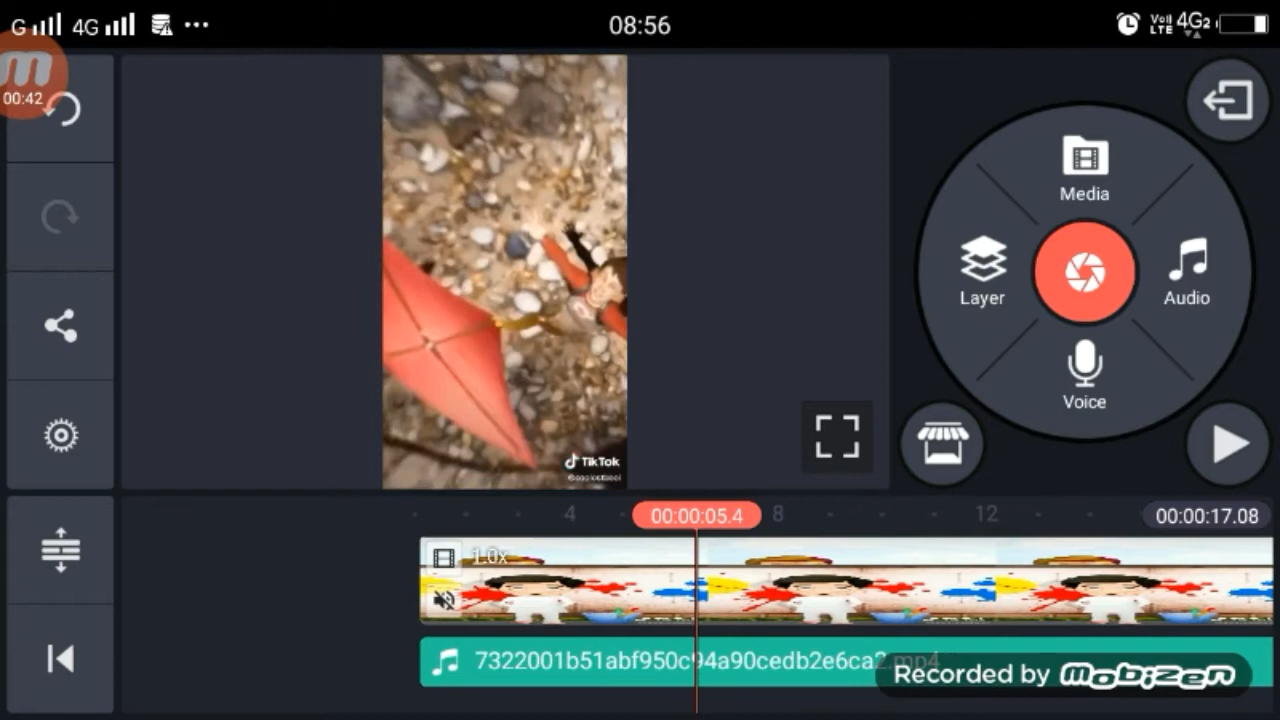 G 4G 08:56 VoLTE 4G2
m
00:42
Media
Layer
Audio
Voice
TikTok
4 00:00:05.4 8 12 00:00:17.08
1.0x
7322001b51abf950c94a90cedb2e6ca2.mp4
Recorded by mobizen